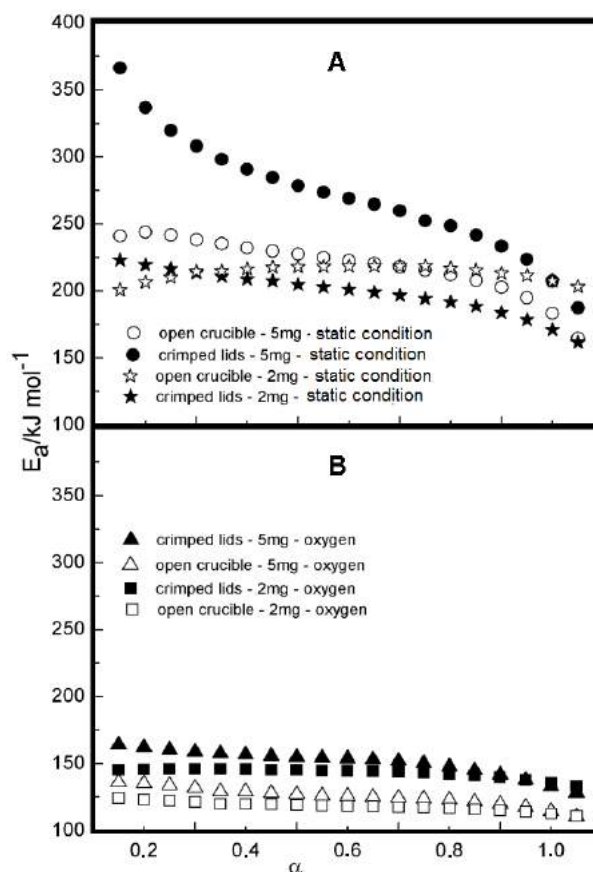 400
A
350
300
250
200
open crucible - 5mg - static condition
crimped lids - 5mg - static condition
150
open crucible - 2mg - static condition
crimped lids - 2mg - static condition
100
Eₐ/kJ mol⁻¹
B
350
crimped lids - 5mg - oxygen
300
open crucible - 5mg - oxygen
crimped lids - 2mg - oxygen
250
open crucible - 2mg - oxygen
200
150
100
0.2 0.4 0.6 0.8 1.0
α